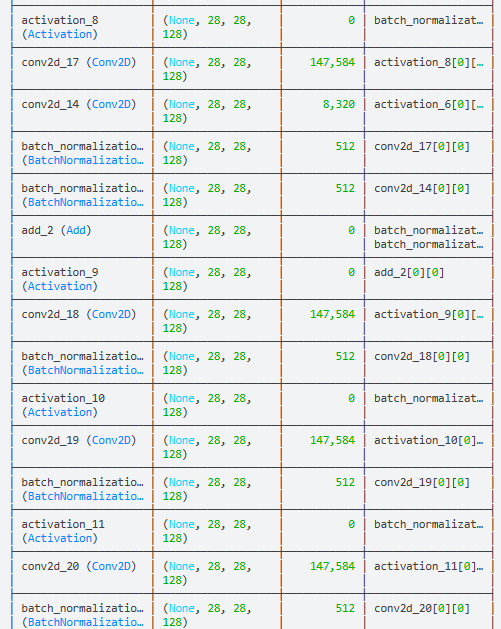 activation_8 (None, 28, 28, 0 batch_normalizat…
(Activation) 128)
conv2d_17 (Conv2D) (None, 28, 28, 147,584 activation_8[0][…
128)
conv2d_14 (Conv2D) (None, 28, 28, 8,320 activation_6[0][…
128)
batch_normalizatio… (None, 28, 28, 512 conv2d_17[0][0]
(BatchNormalizatio… 128)
batch_normalizatio… (None, 28, 28, 512 conv2d_14[0][0]
(BatchNormalizatio… 128)
add_2 (Add) (None, 28, 28, 0 batch_normalizat…
128) batch_normalizat…
activation_9 (None, 28, 28, 0 add_2[0][0]
(Activation) 128)
conv2d_18 (Conv2D) (None, 28, 28, 147,584 activation_9[0][…
128)
batch_normalizatio… (None, 28, 28, 512 conv2d_18[0][0]
(BatchNormalizatio… 128)
activation_10 (None, 28, 28, 0 batch_normalizat…
(Activation) 128)
conv2d_19 (Conv2D) (None, 28, 28, 147,584 activation_10[0]…
128)
batch_normalizatio… (None, 28, 28, 512 conv2d_19[0][0]
(BatchNormalizatio… 128)
activation_11 (None, 28, 28, 0 batch_normalizat…
(Activation) 128)
conv2d_20 (Conv2D) (None, 28, 28, 147,584 activation_11[0]…
128)
batch_normalizatio… (None, 28, 28, 512 conv2d_20[0][0]
(BatchNormalizatio… 128)